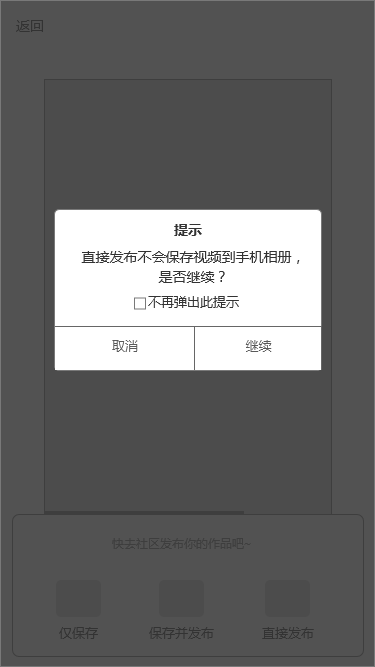 返回
提示
直接发布不会保存视频到手机相册，
是否继续？
不再弹出此提示
取消
继续
快去社区发布你的作品吧~
仅保存
保存并发布
直接发布